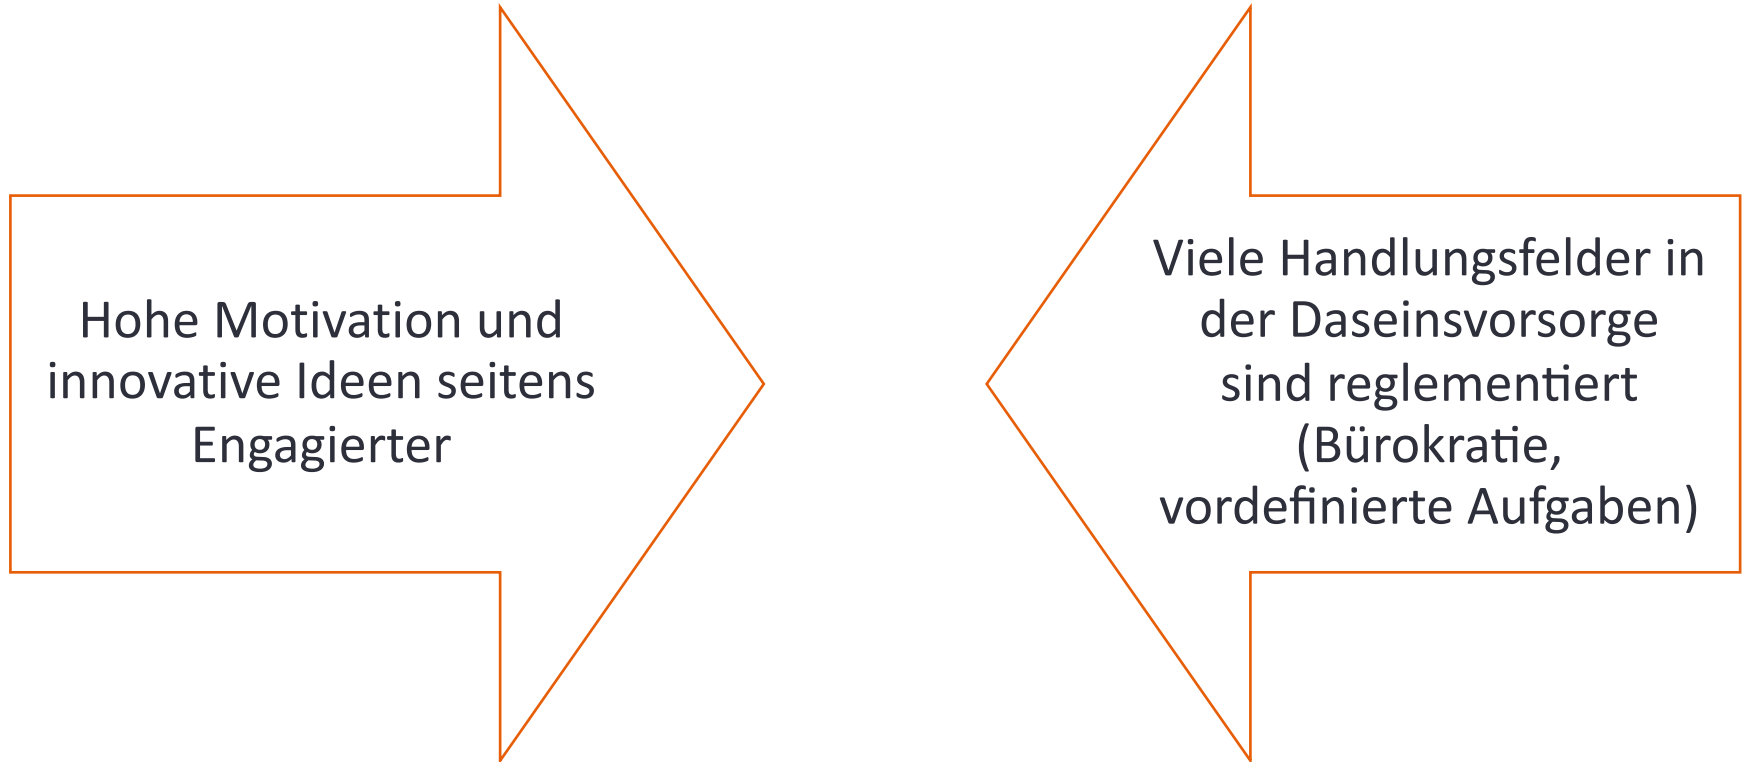 Hohe Motivation und
innovative Ideen seitens
Engagierter
Viele Handlungsfelder in
der Daseinsvorsorge
sind reglementiert
(Bürokratie,
vordefinierte Aufgaben)